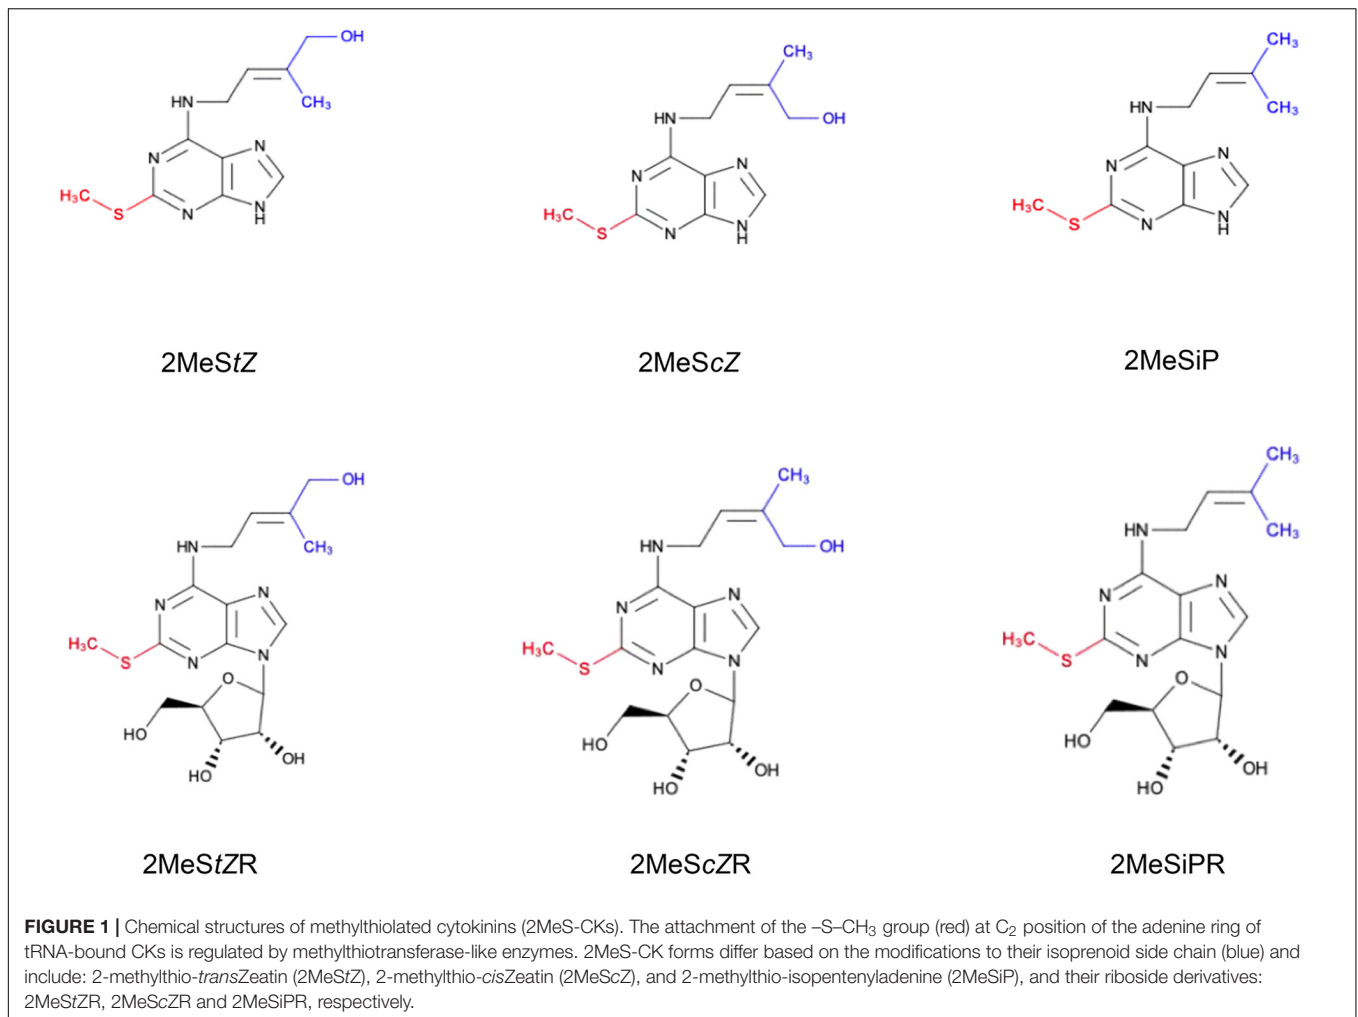 OH
HN
CH₃
N
N
N
N
H
H₃C
S
2MeStZ
CH₃
HN
OH
N
N
N
N
H
H₃C
S
2MeScZ
CH₃
HN
CH₃
N
N
N
N
H
H₃C
S
2MeSiP
OH
HN
CH₃
N
N
N
N
H₃C
S
O
HO
HO
OH
2MeStZR
CH₃
HN
OH
N
N
N
N
H₃C
S
O
HO
HO
OH
2MeScZR
CH₃
HN
CH₃
N
N
N
N
H₃C
S
O
HO
HO
OH
2MeSiPR
FIGURE 1 | Chemical structures of methylthiolated cytokinins (2MeS-CKs). The attachment of the –S–CH₃ group (red) at C₂ position of the adenine ring of
tRNA-bound CKs is regulated by methylthiotransferase-like enzymes. 2MeS-CK forms differ based on the modifications to their isoprenoid side chain (blue) and
include: 2-methylthio-transZeatin (2MeStZ), 2-methylthio-cisZeatin (2MeScZ), and 2-methylthio-isopentenyladenine (2MeSiP), and their riboside derivatives:
2MeStZR, 2MeScZR and 2MeSiPR, respectively.